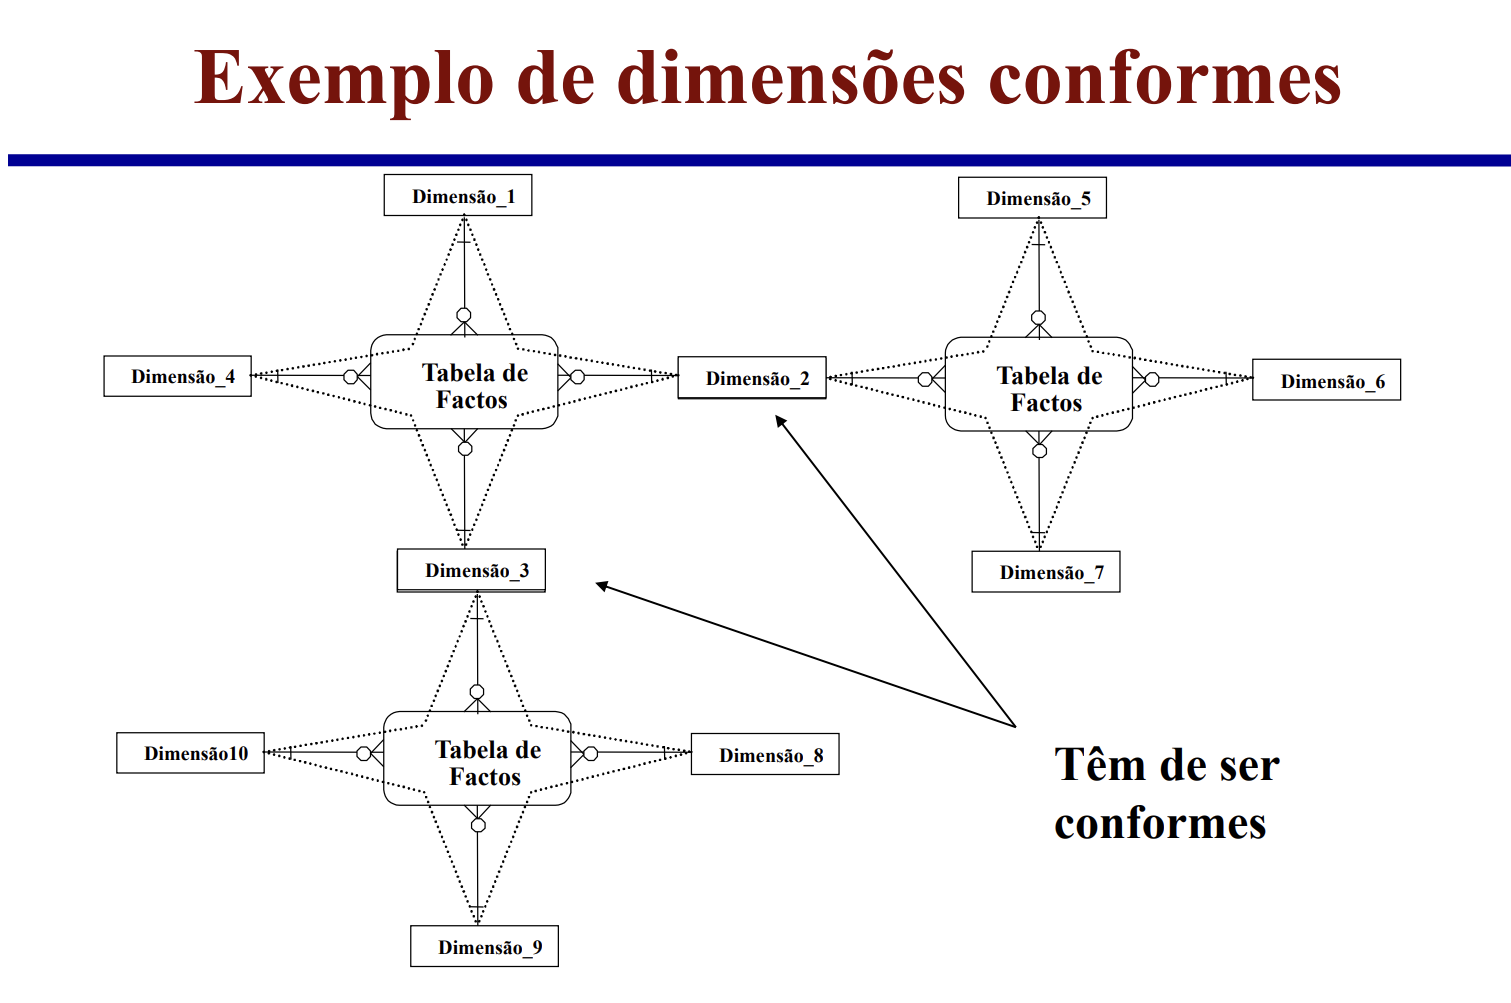 Exemplo de dimensões conformes
Dimensão_1
Dimensão_5
Dimensão_4
Tabela de
Factos
Dimensão_2
Tabela de
Factos
Dimensão_6
Dimensão_3
Dimensão_7
Dimensão10
Tabela de
Factos
Dimensão_8
Têm de ser
conformes
Dimensão_9